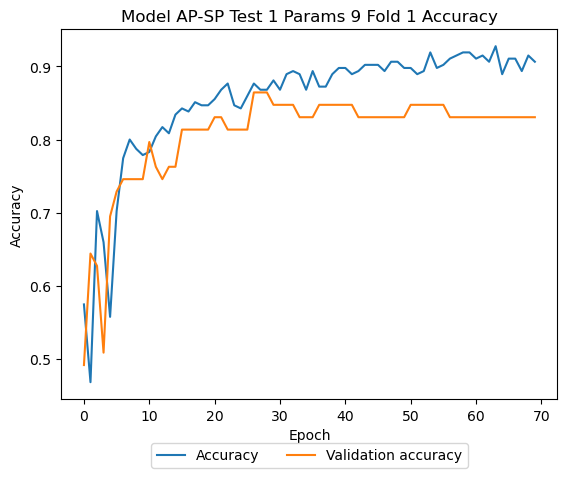 Model AP-SP Test 1 Params 9 Fold 1 Accuracy
0.9
0.8
0.7
0.6
0.5
Accuracy
0 10 20 30 40 50 60 70
Epoch
Accuracy Validation accuracy